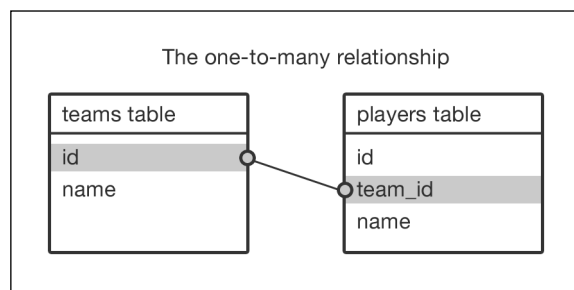 The one-to-many relationship
teams table
id
name
players table
id
team_id
name